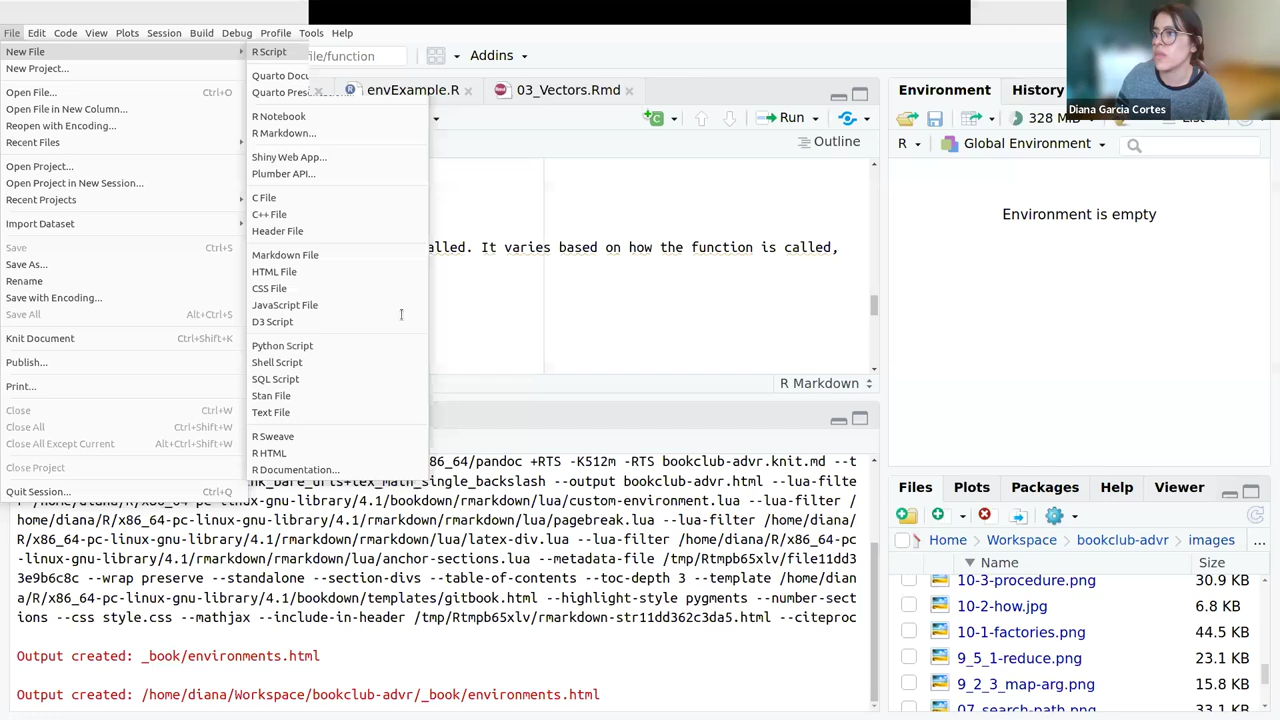 File Edit Code View Plots Session Build Debug Profile Tools Help
New File
New Project...
Open File... Ctrl+O
Open File in New Column...
Reopen with Encoding...
Recent Files
Open Project...
Open Project in New Session...
Recent Projects
Import Dataset
Save Ctrl+S
Save As...
Rename
Save with Encoding...
Save All Alt+Ctrl+S
Knit Document Ctrl+Shift+K
Publish...
Print...
Close Ctrl+W
Close All Ctrl+Shift+W
Close All Except Current Alt+Ctrl+Shift+W
Close Project
Quit Session... Ctrl+Q
R Script
Quarto Docu
Quarto Pres
R Notebook
R Markdown...
Shiny Web App...
Plumber API...
C File
C++ File
Header File
Markdown File
HTML File
CSS File
JavaScript File
D3 Script
Python Script
Shell Script
SQL Script
Stan File
Text File
R Sweave
R HTML
R Documentation...
file/function
Addins
envExample.R
03_Vectors.Rmd
Run
Outline
alled. It varies based on how the function is called,
R Markdown
86_64/pandoc +RTS -K512m -RTS bookclub-advr.knit.md --t
nk_bare_urls+tex_math_single_backslash --output bookclub-advr.html --lua-filte
r /home/diana/R/x86_64-pc-linux-gnu-library/4.1/bookdown/rmarkdown/lua/custom-environment.lua --lua-filter /
home/diana/R/x86_64-pc-linux-gnu-library/4.1/rmarkdown/rmarkdown/lua/pagebreak.lua --lua-filter /home/diana/
R/x86_64-pc-linux-gnu-library/4.1/rmarkdown/rmarkdown/lua/latex-div.lua --lua-filter /home/diana/R/x86_64-pc
-linux-gnu-library/4.1/rmarkdown/rmarkdown/lua/anchor-sections.lua --metadata-file /tmp/Rtmpb65xlv/file11dd3
3e9b6c8c --wrap preserve --standalone --section-divs --table-of-contents --toc-depth 3 --template /home/dian
a/R/x86_64-pc-linux-gnu-library/4.1/bookdown/templates/gitbook.html --highlight-style pygments --number-sect
ions --css style.css --mathjax --include-in-header /tmp/Rtmpb65xlv/rmarkdown-str11dd362c3da5.html --citeproc
Output created: _book/environments.html
Output created: /home/diana/Workspace/bookclub-advr/_book/environments.html
Diana Garcia Cortes
Environment History
328 MiB
R Global Environment
Environment is empty
Files Plots Packages Help Viewer
Home Workspace bookclub-advr images ...
Name Size
10-3-procedure.png 30.9 KB
10-2-how.jpg 6.8 KB
10-1-factories.png 44.5 KB
9_5_1-reduce.png 23.1 KB
9_2_3_map-arg.png 15.8 KB
07_search-path.png 33.1 KB